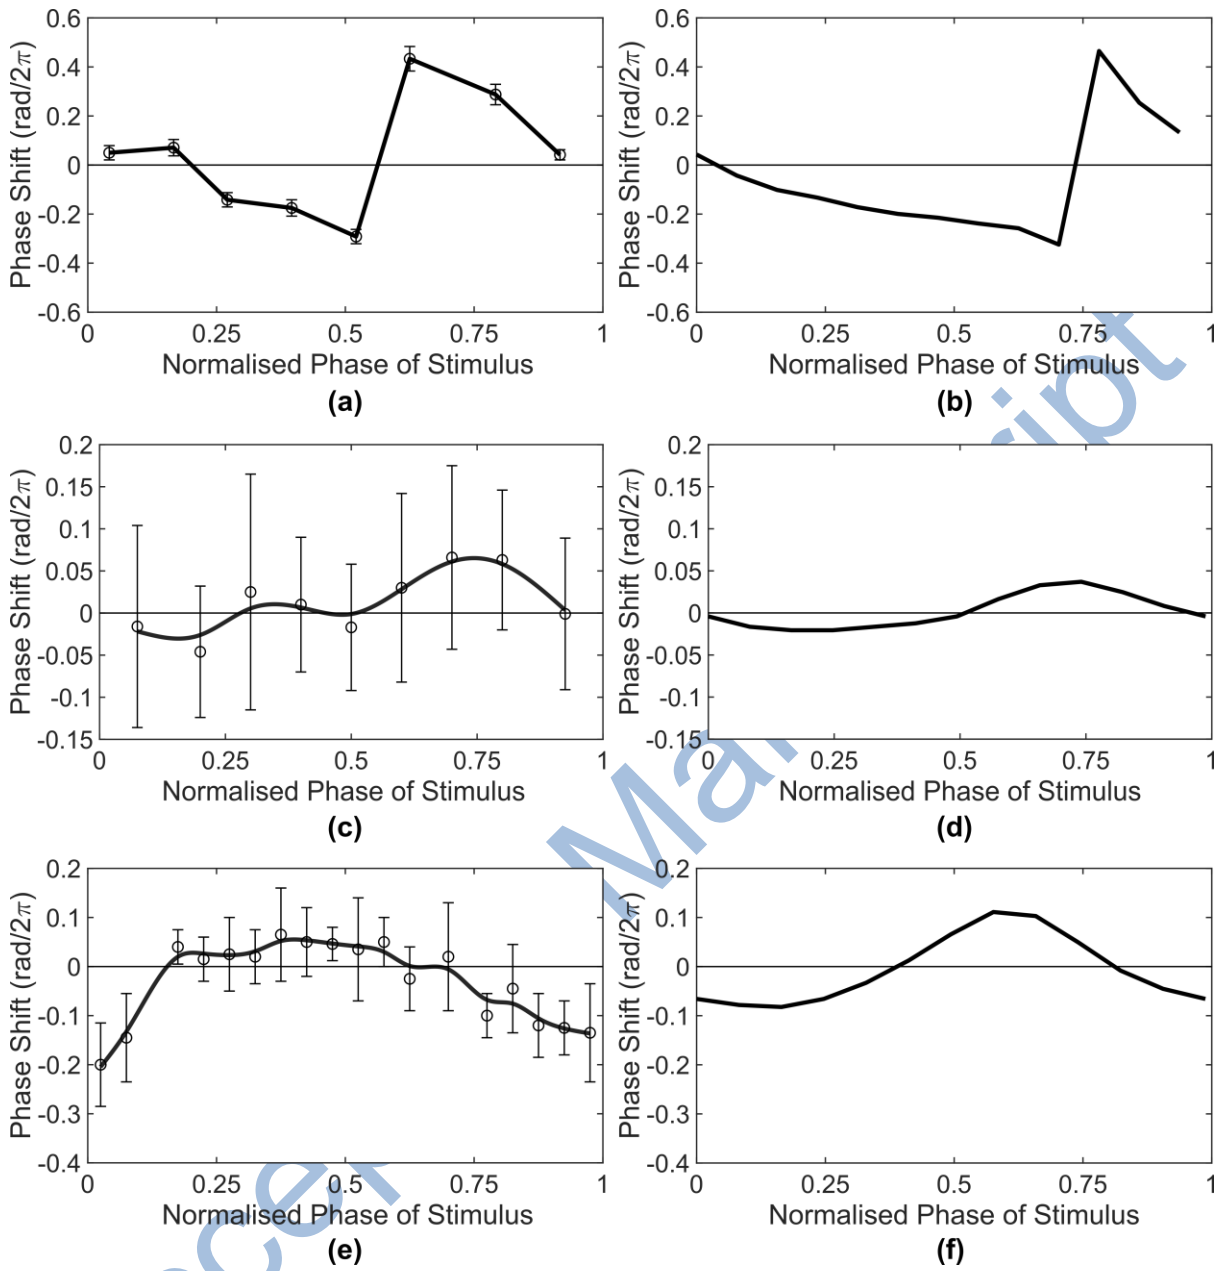 0.6
0.4
0.2
0
-0.2
-0.4
-0.6
0 0.25 0.5 0.75 1
Phase Shift (rad/2π)
Normalised Phase of Stimulus
(a)
0.6
0.4
0.2
0
-0.2
-0.4
-0.6
0 0.25 0.5 0.75 1
Phase Shift (rad/2π)
Normalised Phase of Stimulus
(b)
0.2
0.15
0.1
0.05
0
-0.05
-0.1
-0.15
0 0.25 0.5 0.75 1
Phase Shift (rad/2π)
Normalised Phase of Stimulus
(c)
0.2
0.15
0.1
0.05
0
-0.05
-0.1
-0.15
0 0.25 0.5 0.75 1
Phase Shift (rad/2π)
Normalised Phase of Stimulus
(d)
0.2
0.1
0
-0.1
-0.2
-0.3
-0.4
0 0.25 0.5 0.75 1
Phase Shift (rad/2π)
Normalised Phase of Stimulus
(e)
0.2
0.1
0
-0.1
-0.2
-0.3
-0.4
0 0.25 0.5 0.75 1
Phase Shift (rad/2π)
Normalised Phase of Stimulus
(f)